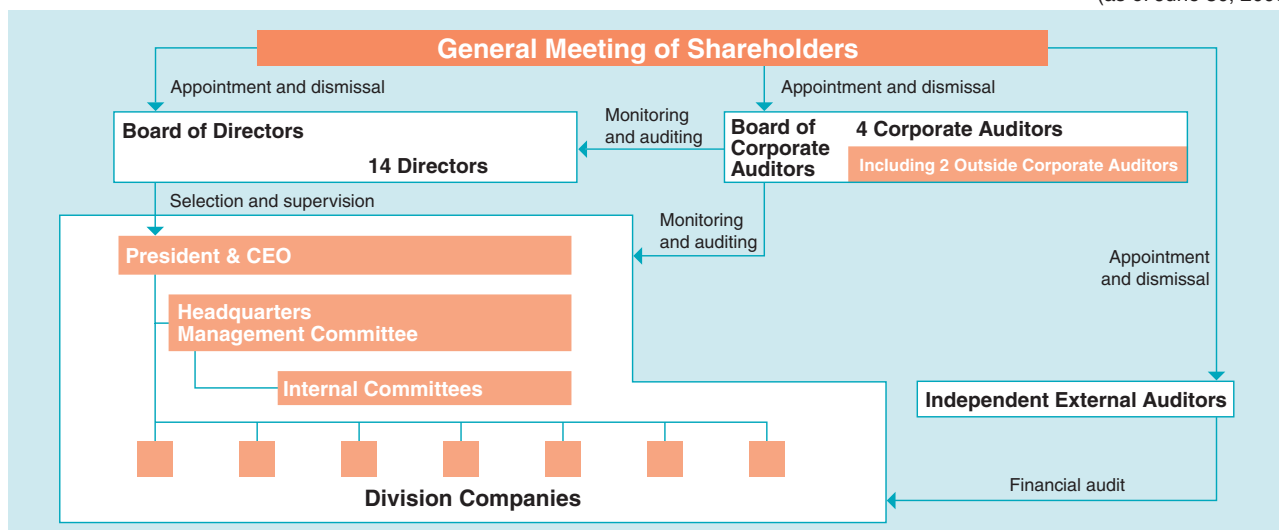 General Meeting of Shareholders
Appointment and dismissal
Appointment and dismissal
Board of Directors
14 Directors
Monitoring
and auditing
Board of
Corporate
Auditors
4 Corporate Auditors
Including 2 Outside Corporate Auditors
Selection and supervision
Monitoring
and auditing
President & CEO
Appointment
and dismissal
Headquarters
Management Committee
Internal Committees
Independent External Auditors
Division Companies
Financial audit